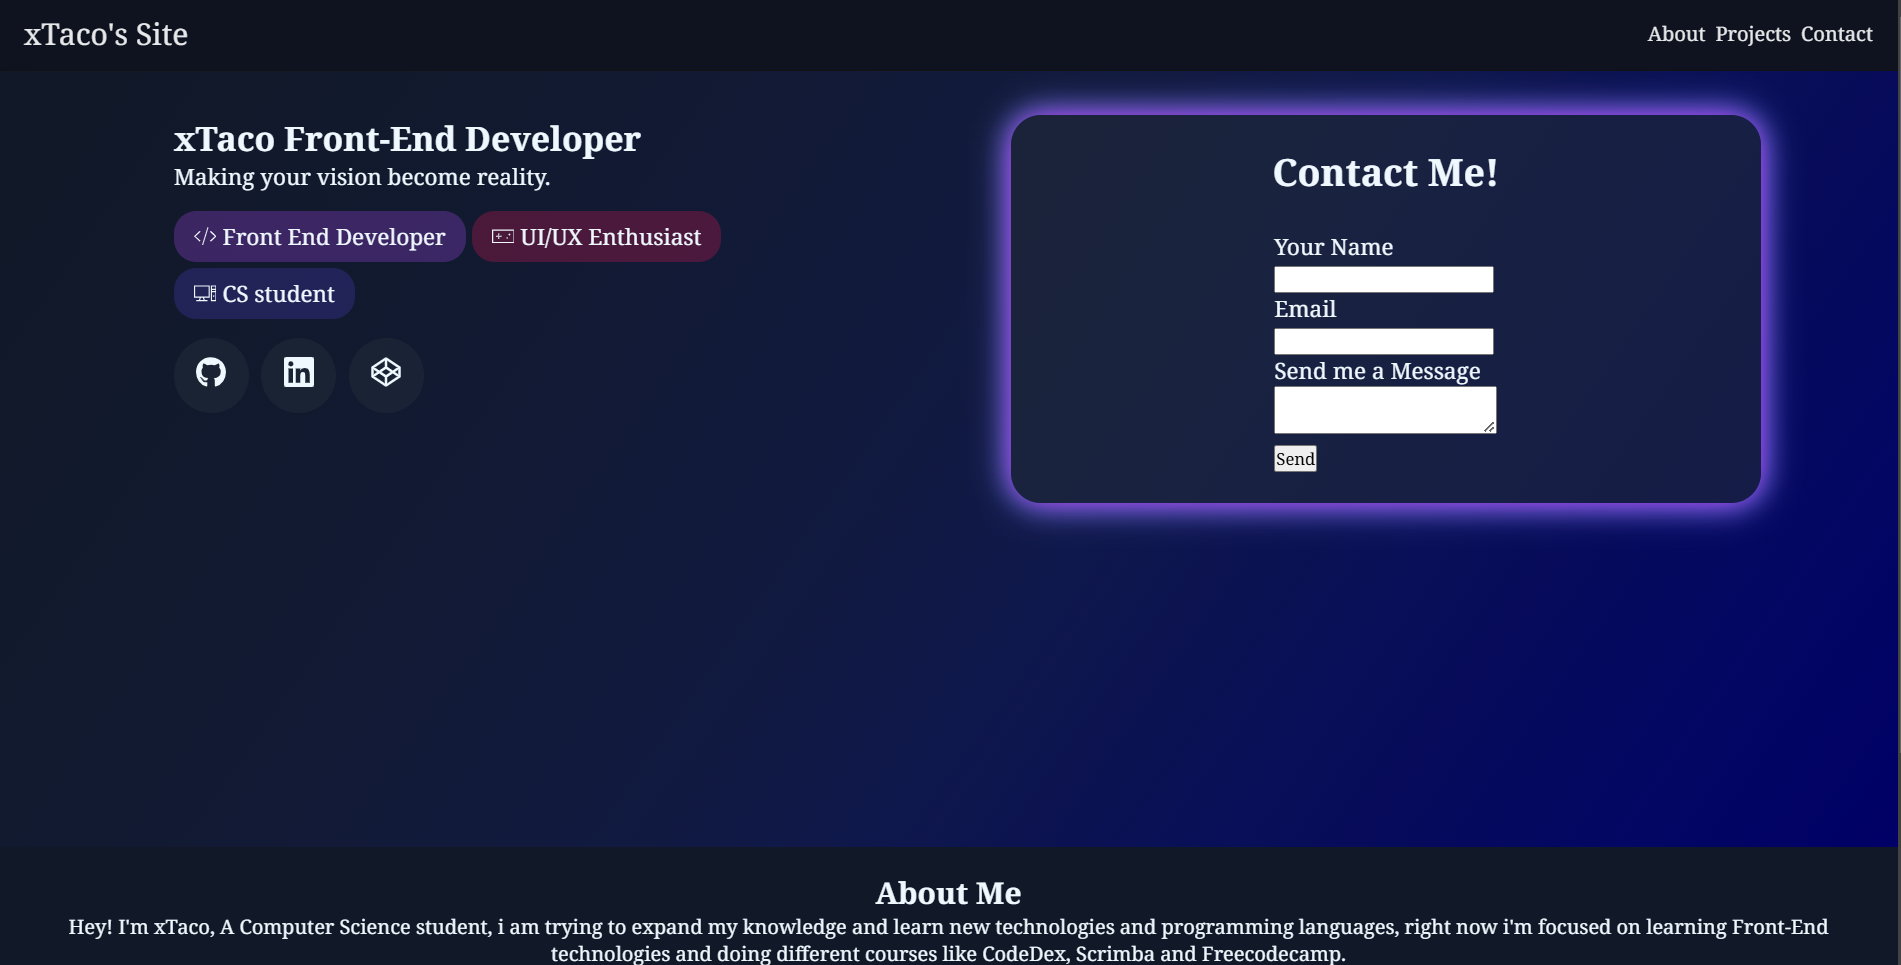 xTaco's Site
About Projects Contact
xTaco Front-End Developer
Making your vision become reality.
</> Front End Developer
UI/UX Enthusiast
CS student
in
Contact Me!
Your Name
Email
Send me a Message
Send
About Me
Hey! I'm xTaco, A Computer Science student, i am trying to expand my knowledge and learn new technologies and programming languages, right now i'm focused on learning Front-End
technologies and doing different courses like CodeDex, Scrimba and Freecodecamp.